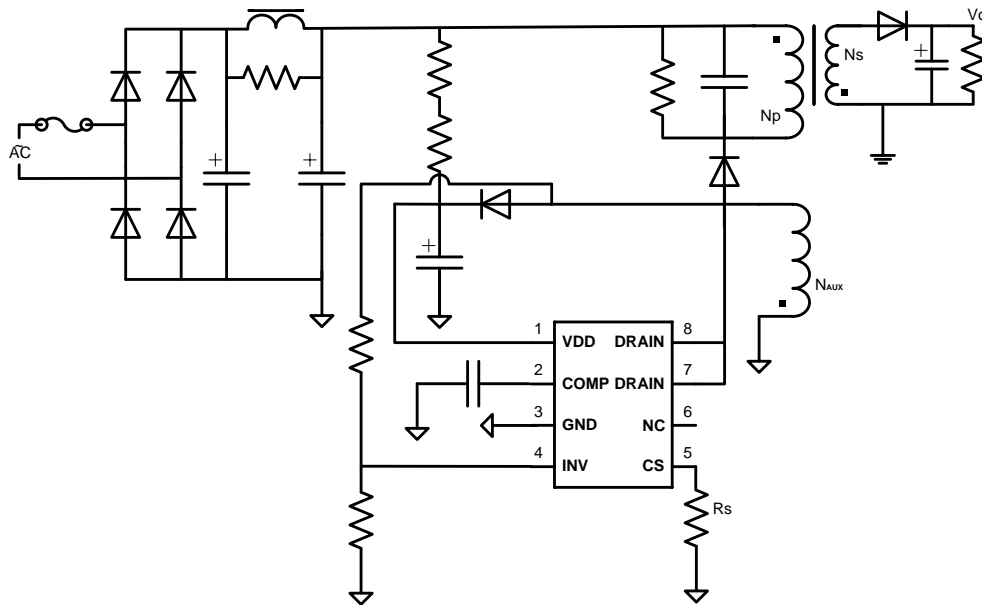 Vo
Ns
Np
AC
NAUX
1 VDD DRAIN 8
2 COMP DRAIN 7
3 GND NC 6
4 INV CS 5
Rs